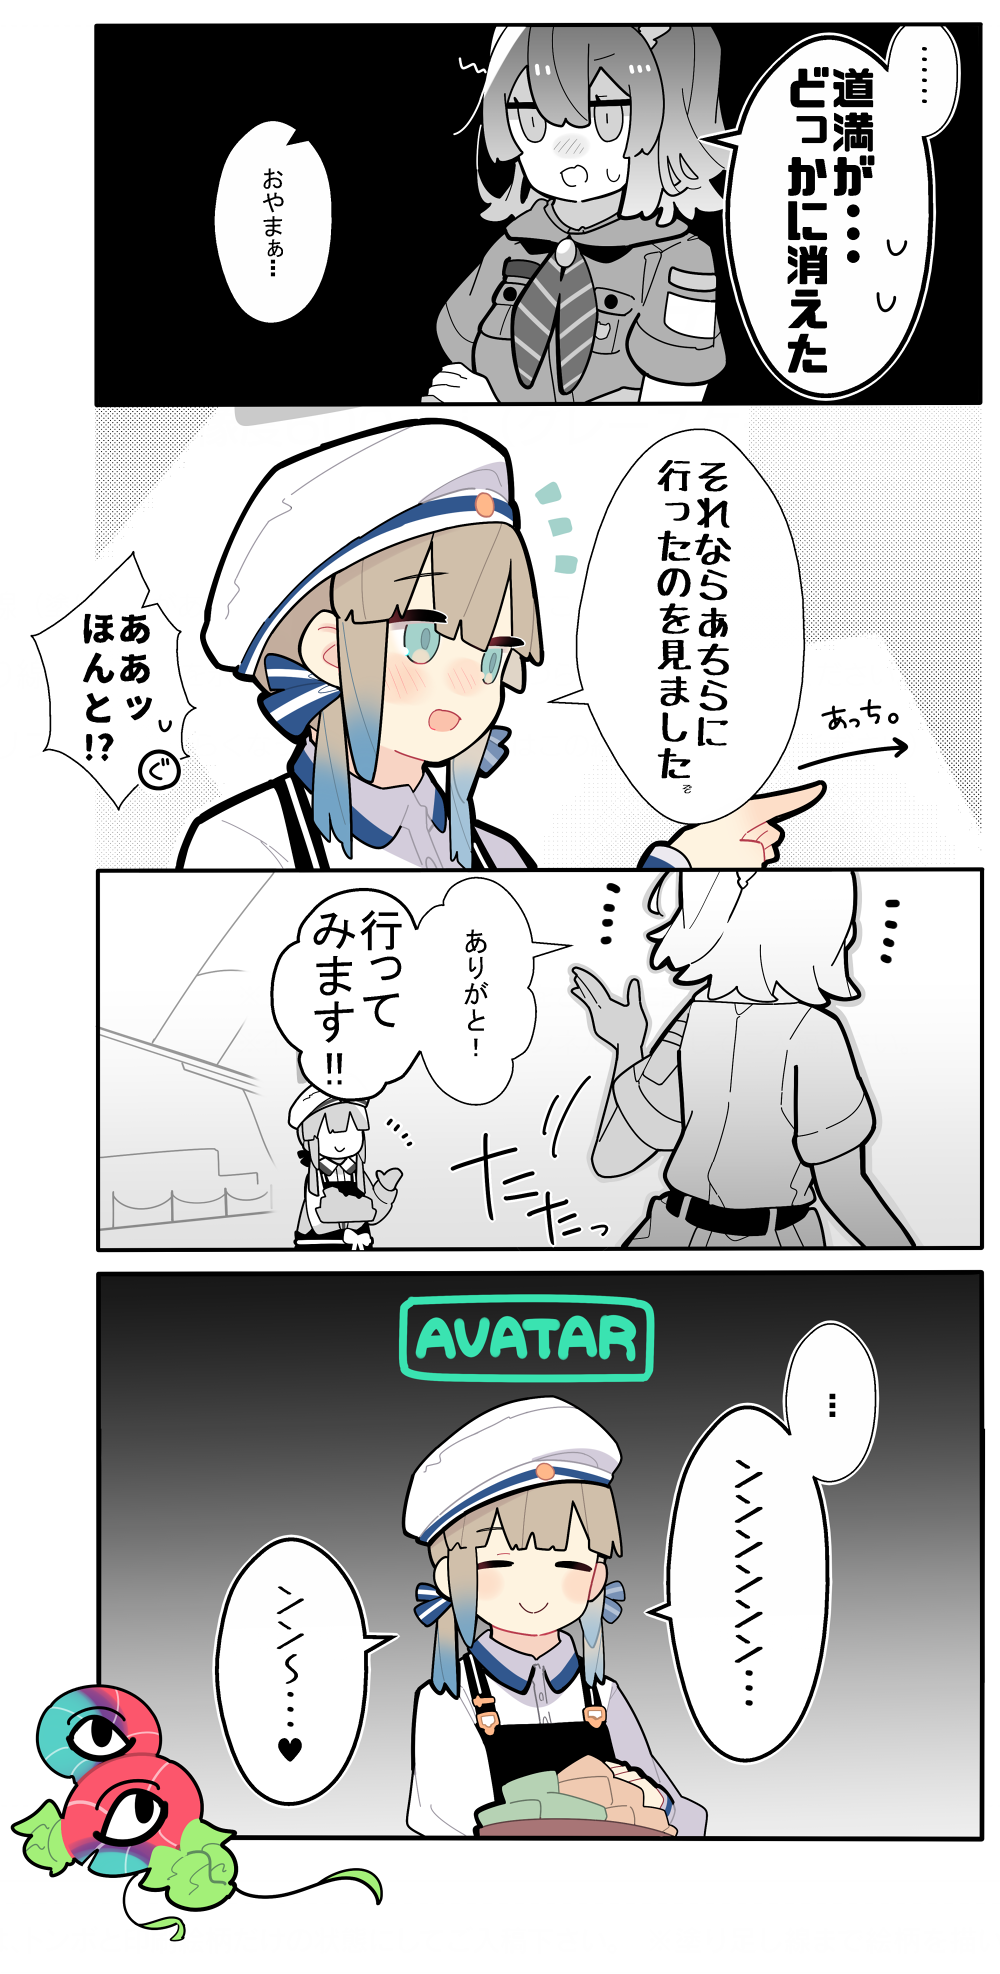 ……
道満が…
どっかに消えた
おやまぁ…
それならあちらに
行ったのを見ました
ぞ
あっち。
ああッ
ほんと!?
ぐ
ありがと！
行って
みます!!
たたたっ
AVATAR
…
ンンンンンン…
ンン～…♥